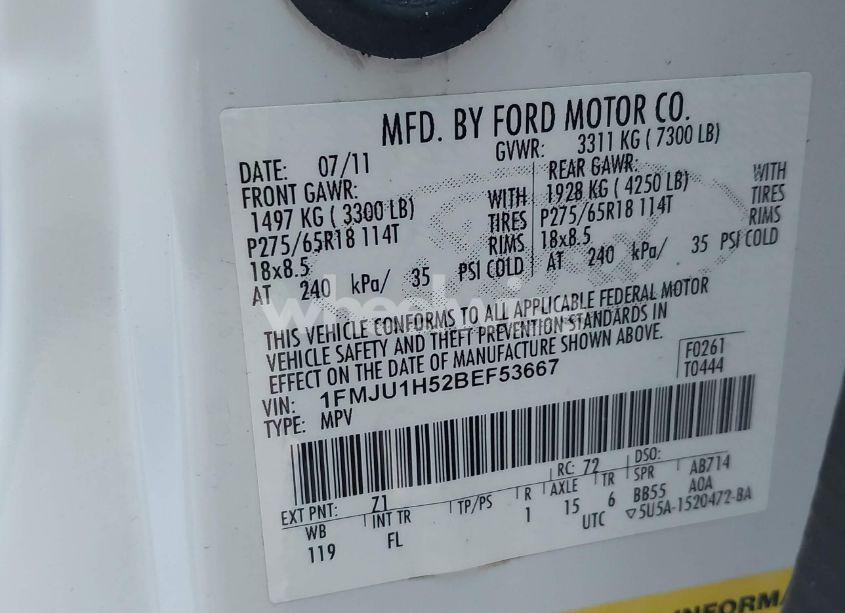 MFD. BY FORD MOTOR CO.
DATE: 07/11
GVWR: 3311 KG ( 7300 LB)
FRONT GAWR:
1497 KG ( 3300 LB)
P275/65R18 114T
18x8.5
AT 240 kPa/ 35 PSI COLD
WITH
TIRES
RIMS
REAR GAWR:
1928 KG ( 4250 LB)
P275/65R18 114T
18x8.5
AT 240 kPa/ 35 PSI COLD
WITH
TIRES
RIMS
THIS VEHICLE CONFORMS TO ALL APPLICABLE FEDERAL MOTOR
VEHICLE SAFETY AND THEFT PREVENTION STANDARDS IN
EFFECT ON THE DATE OF MANUFACTURE SHOWN ABOVE.
VIN: 1FMJU1H52BEF53667
TYPE: MPV
F0261
T0444
RC: 72 DSO:
EXT PNT: Z1 TP/PS R AXLE TR SPR AB714
WB INT TR 1 15 6 BB55 AOA
119 FL UTC ▽5U5A-1520472-BA
INFORMA